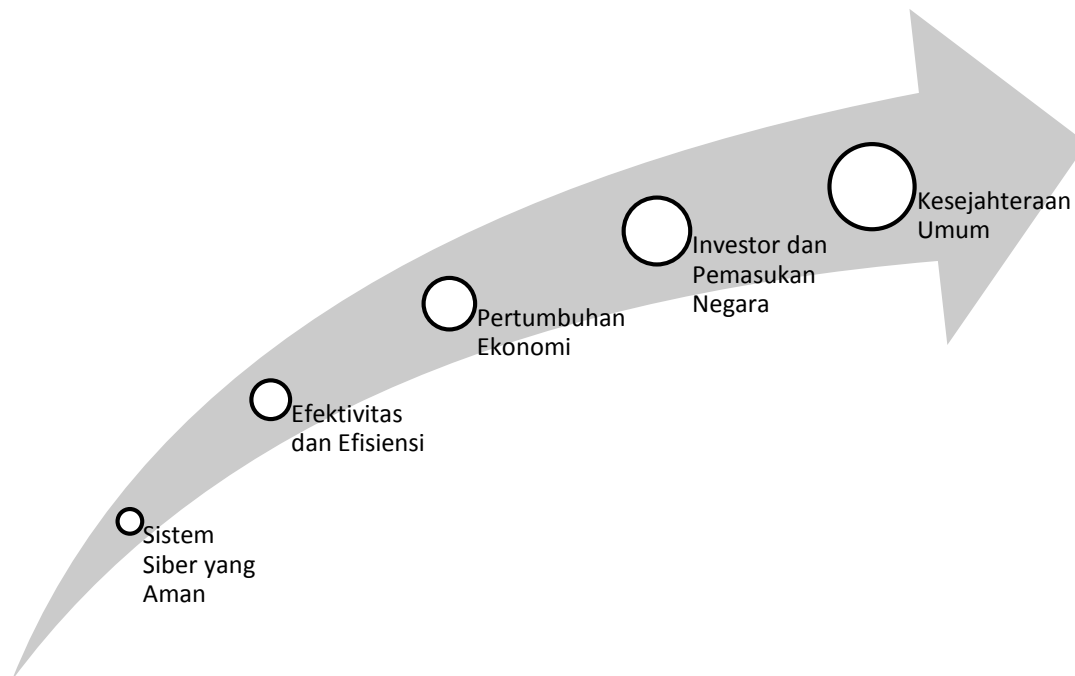 Sistem
Siber yang
Aman
Efektivitas
dan Efisiensi
Pertumbuhan
Ekonomi
Investor dan
Pemasukan
Negara
Kesejahteraan
Umum